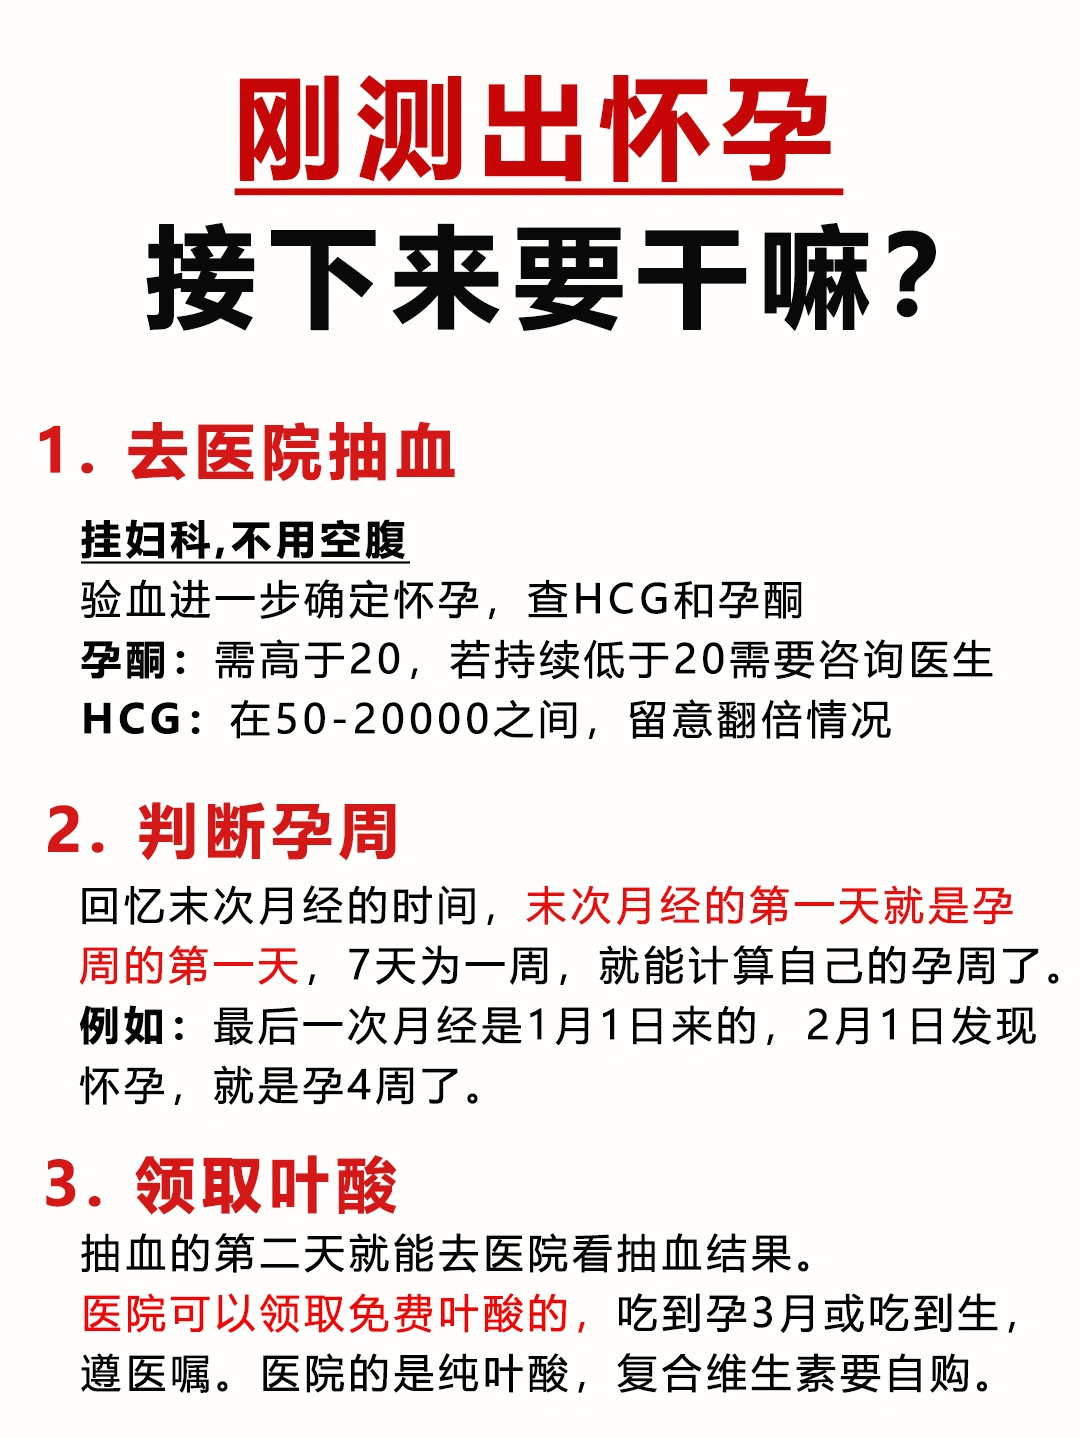 刚测出怀孕
接下来要干嘛?
1. 去医院抽血
挂妇科,不用空腹
验血进一步确定怀孕，查HCG和孕酮
孕酮：需高于20，若持续低于20需要咨询医生
HCG：在50-20000之间，留意翻倍情况
2. 判断孕周
回忆末次月经的时间，末次月经的第一天就是孕
周的第一天，7天为一周，就能计算自己的孕周了。
例如：最后一次月经是1月1日来的，2月1日发现
怀孕，就是孕4周了。
3. 领取叶酸
抽血的第二天就能去医院看抽血结果。
医院可以领取免费叶酸的，吃到孕3月或吃到生，
遵医嘱。医院的是纯叶酸，复合维生素要自购。